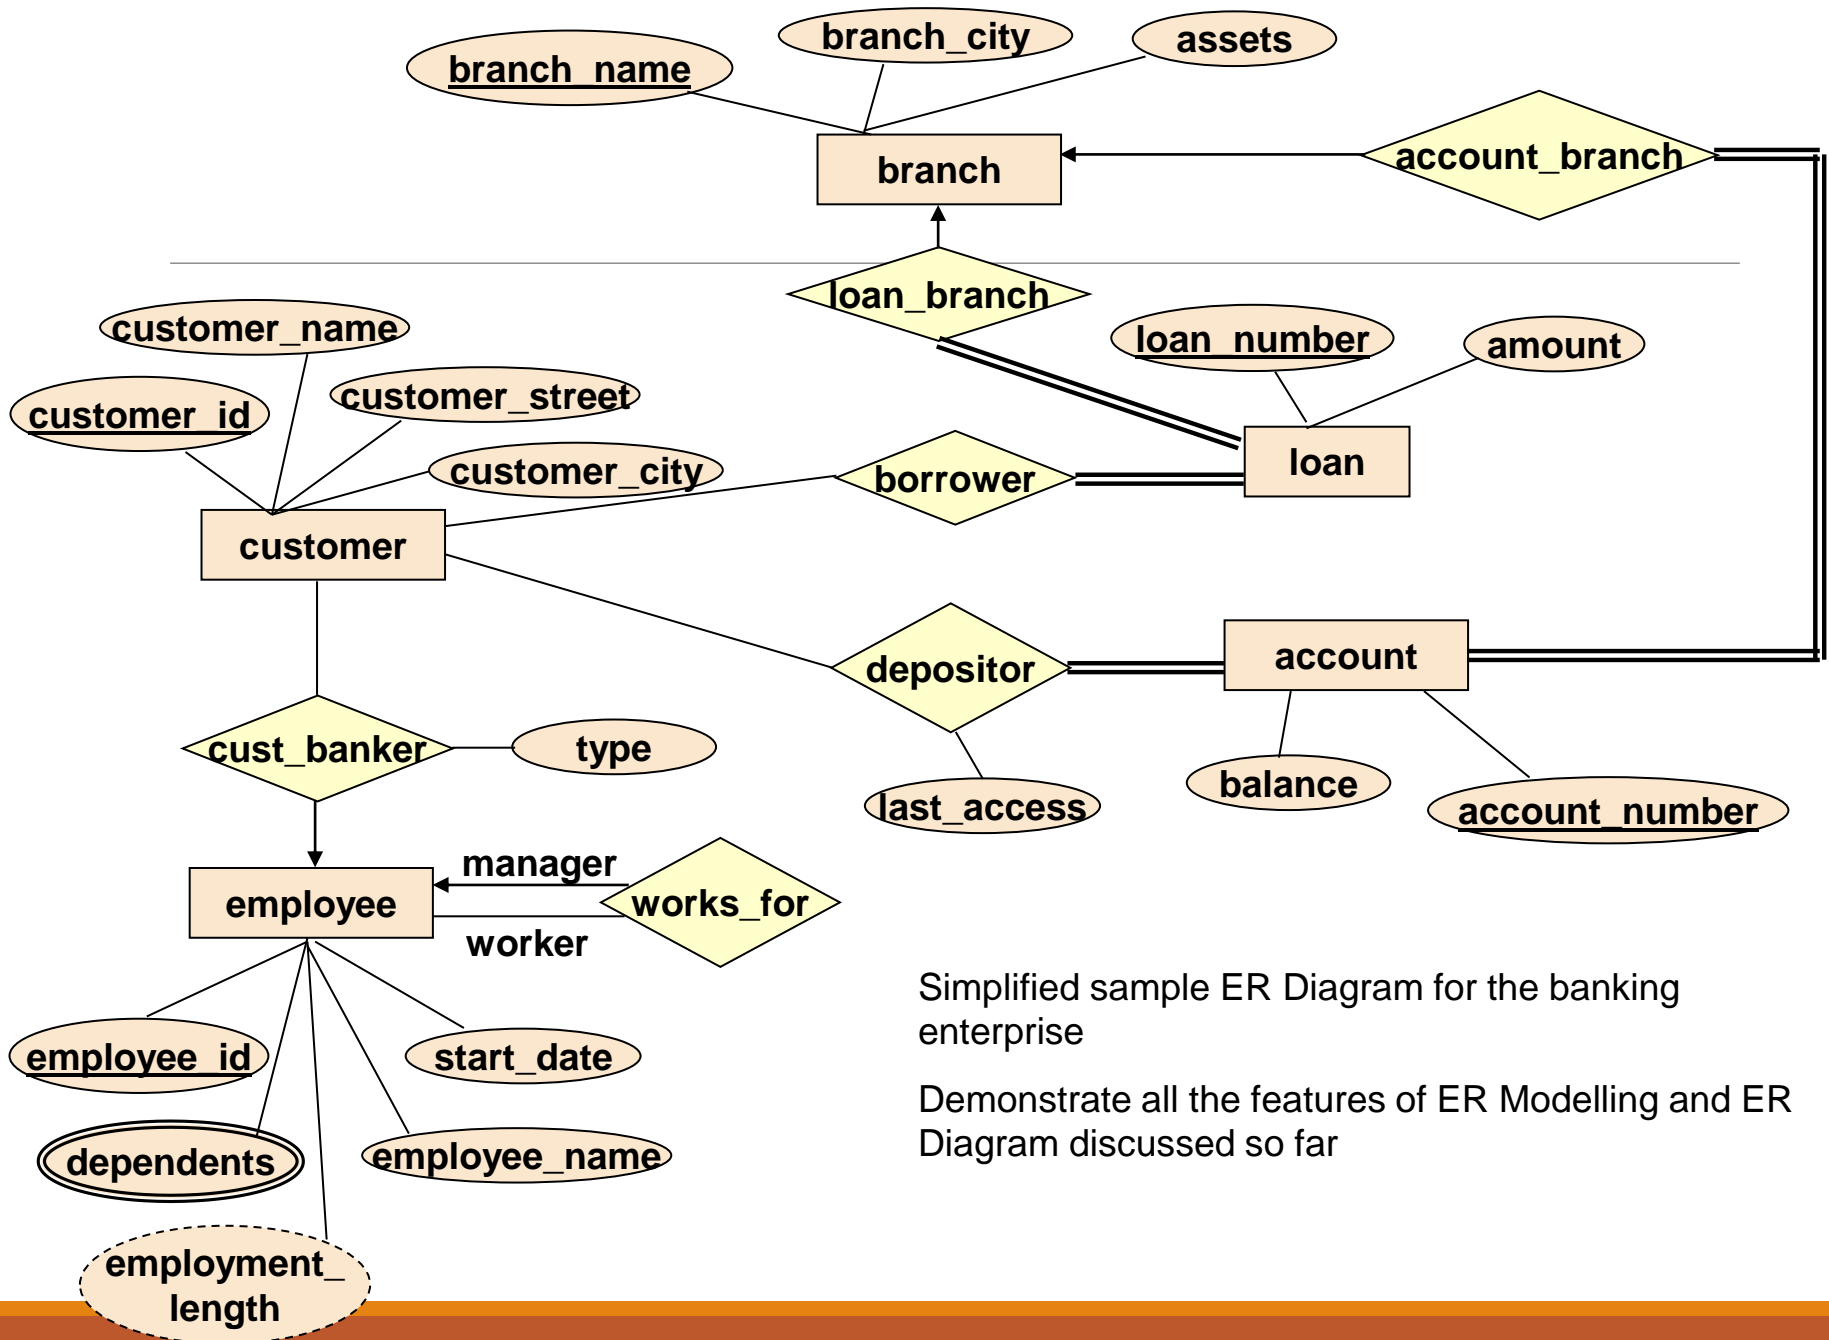 branch_city
assets
branch_name
account_branch
branch
loan_branch
customer_name
loan_number
amount
customer_street
customer_id
customer_city
loan
borrower
customer
account
depositor
cust_banker
type
balance
last_access
account_number
manager
employee
works_for
worker
Simplified sample ER Diagram for the banking
enterprise
employee_id
start_date
Demonstrate all the features of ER Modelling and ER
Diagram discussed so far
dependents
employee_name
employment_
length